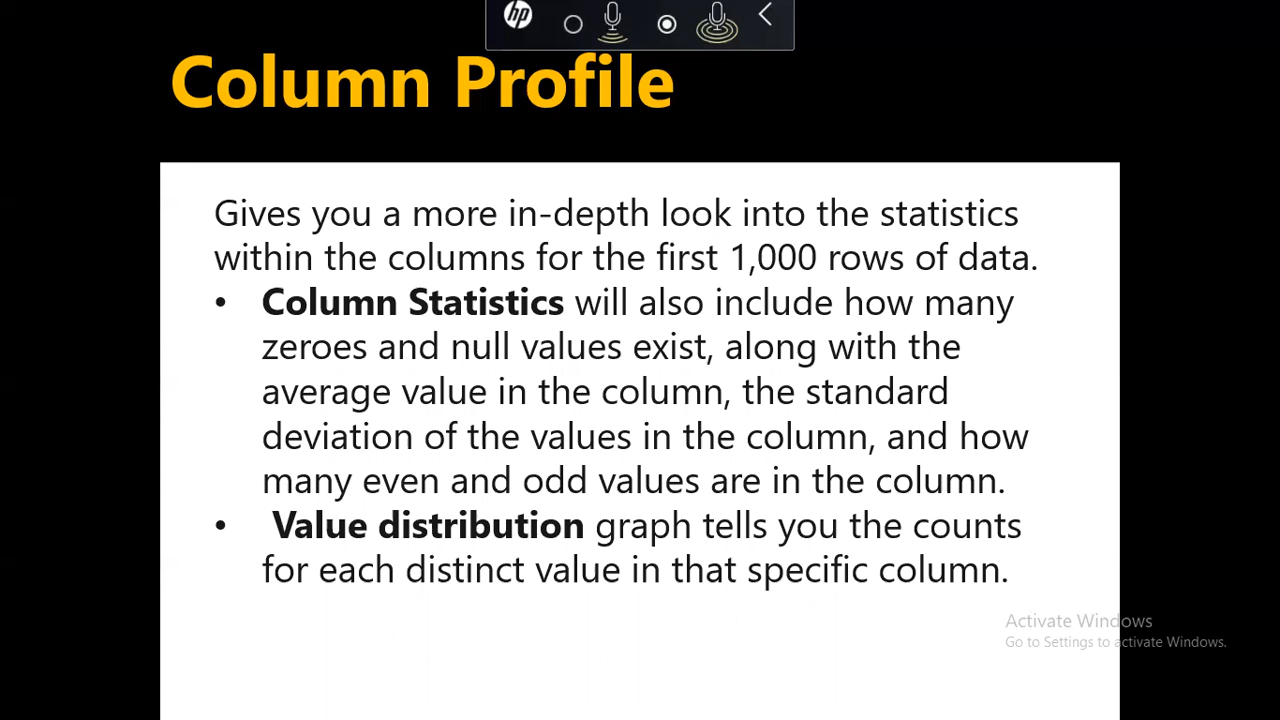 hp
Column Profile
Gives you a more in-depth look into the statistics
within the columns for the first 1,000 rows of data.
• Column Statistics will also include how many
zeroes and null values exist, along with the
average value in the column, the standard
deviation of the values in the column, and how
many even and odd values are in the column.
• Value distribution graph tells you the counts
for each distinct value in that specific column.
Activate Windows
Go to Settings to activate Windows.